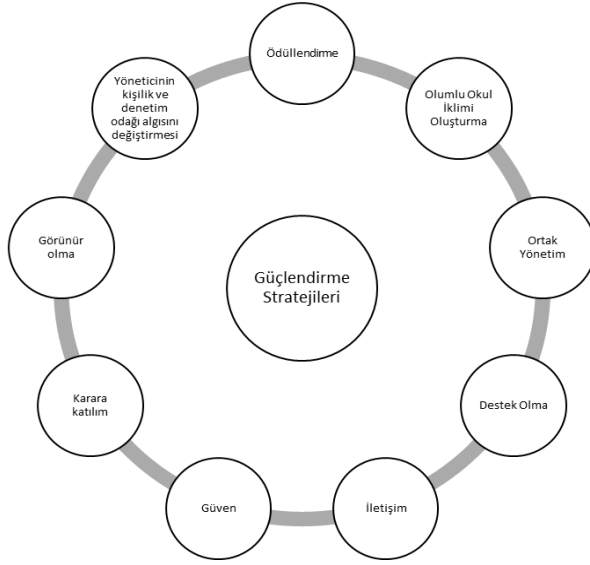 Ödüllendirme
Olumlu Okul
İklimi
Oluşturma
Ortak
Yönetim
Destek Olma
İletişim
Güven
Karara
katılım
Görünür
olma
Yöneticinin
kişilik ve
denetim
odağı algısını
değiştirmesi
Güçlendirme
Stratejileri